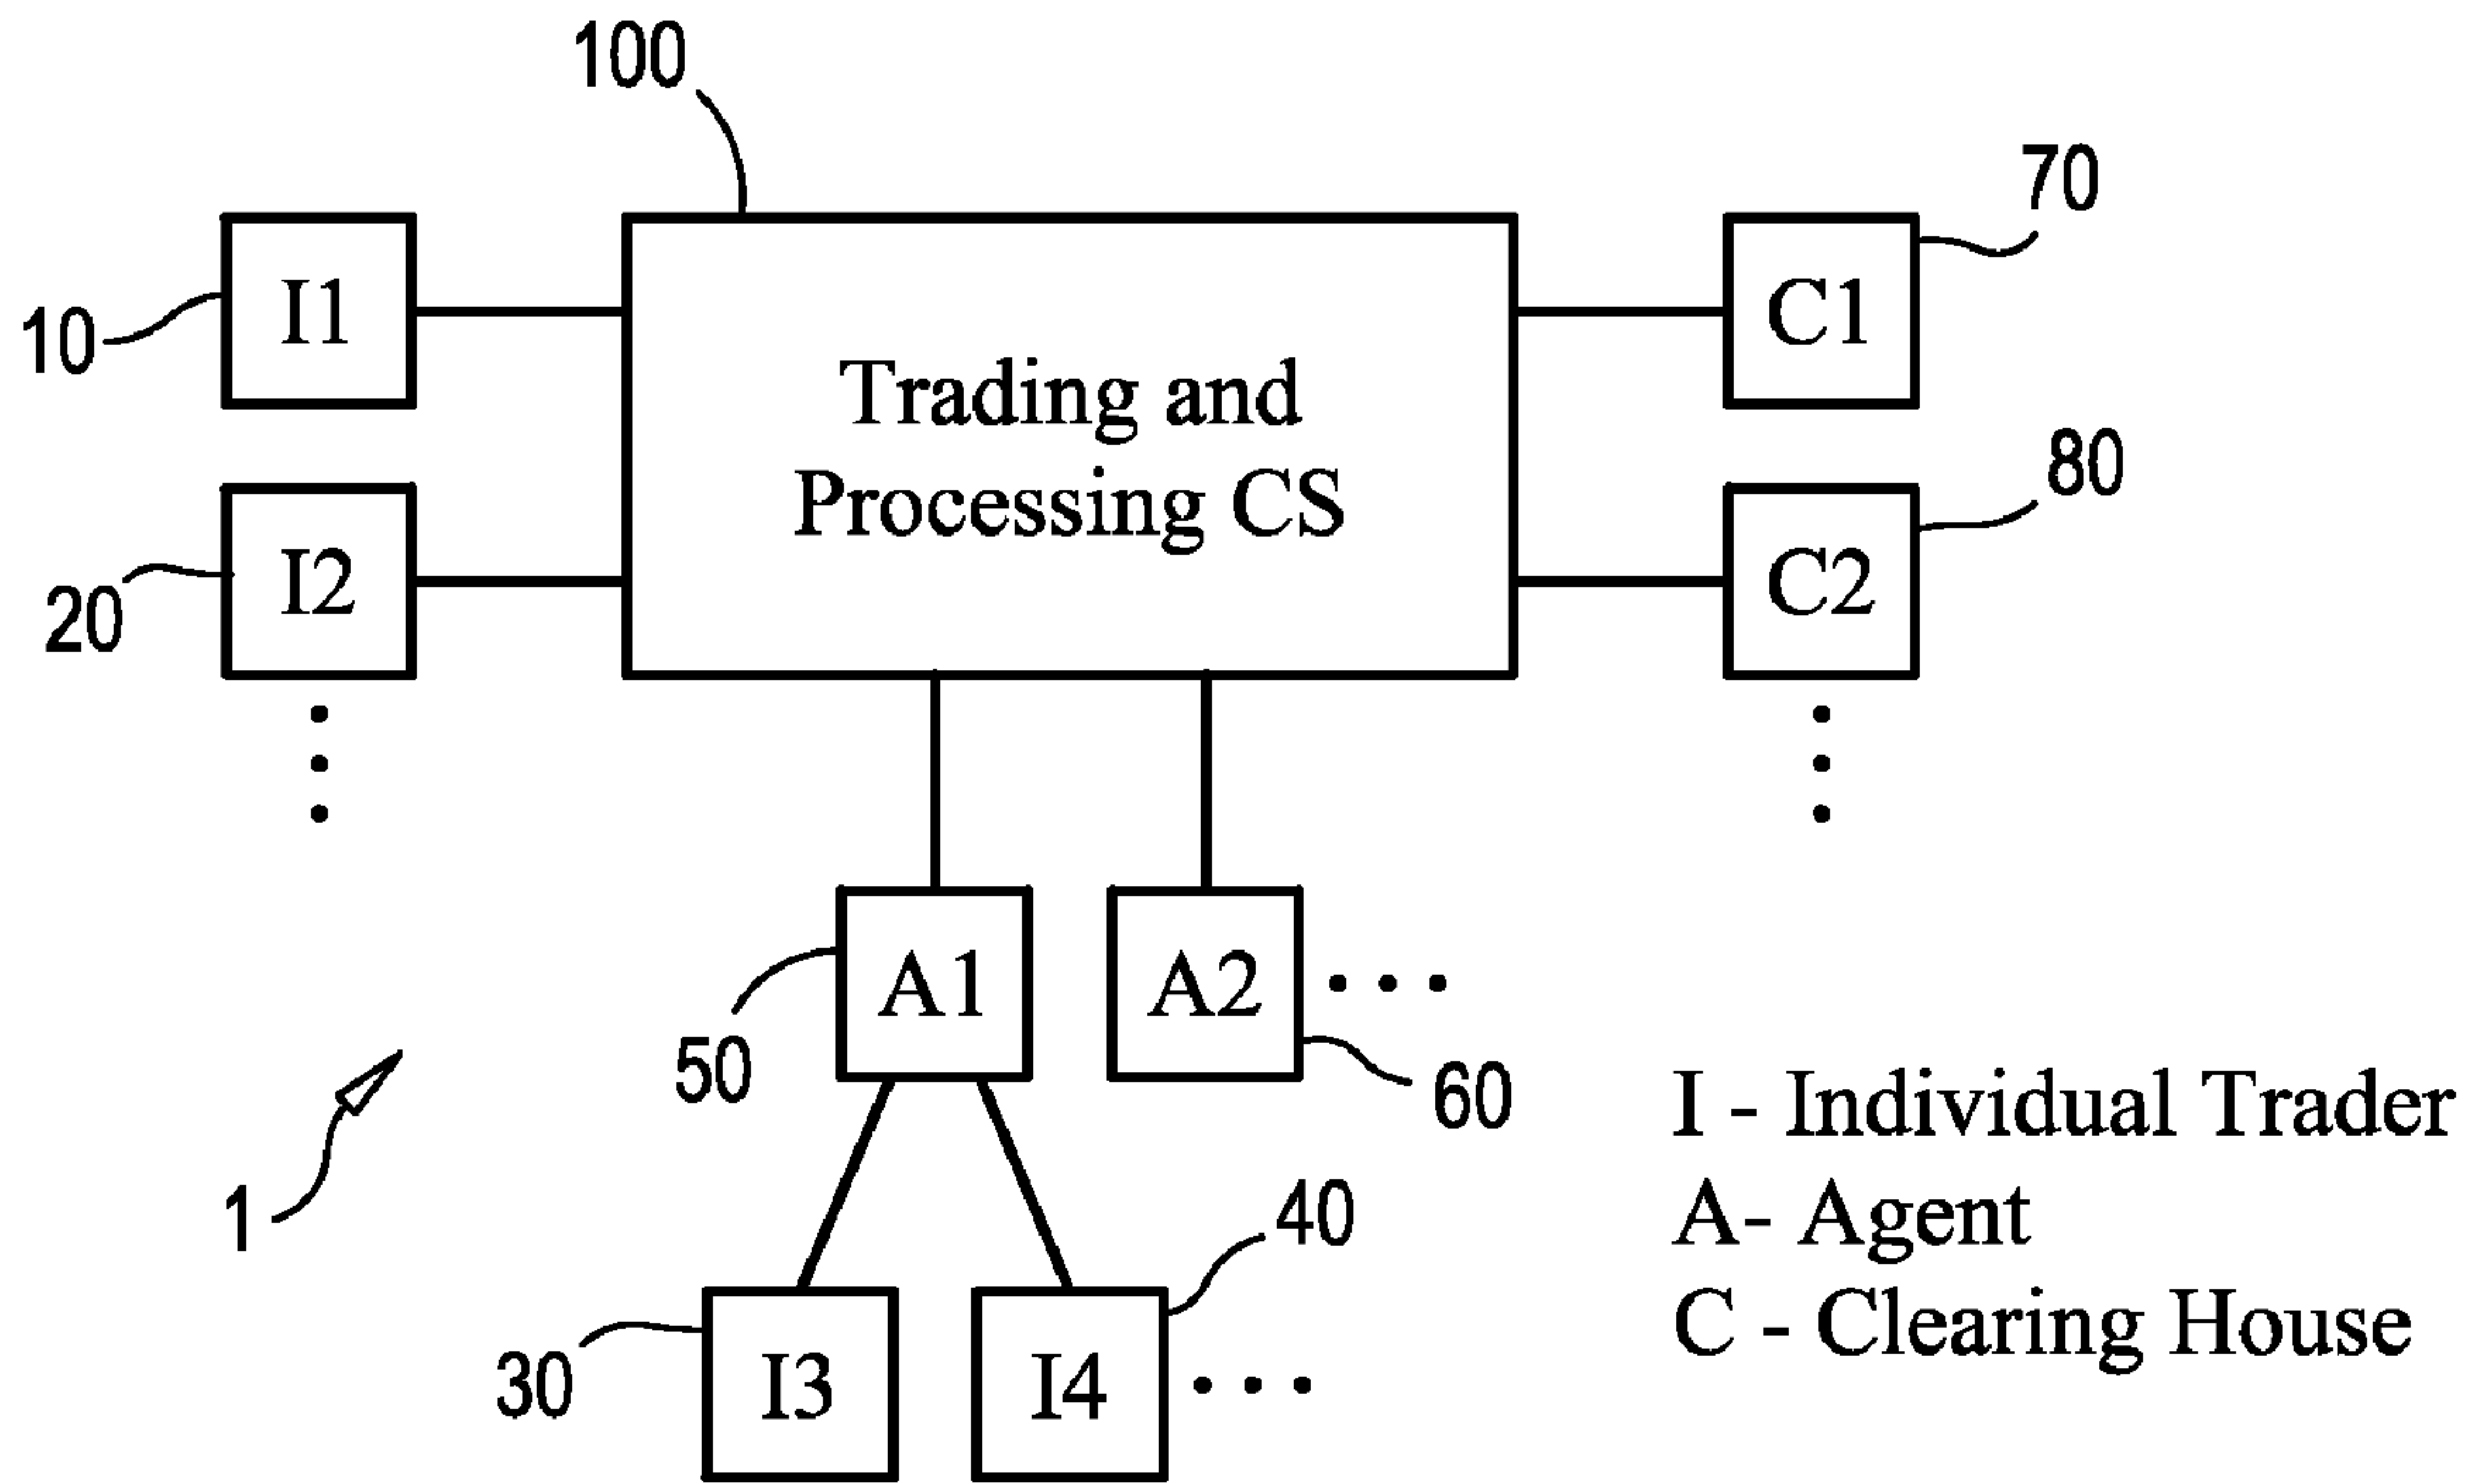 100
70
I1
C1
10
Trading and
Processing CS
80
I2
C2
20
A1
A2
50
60
I - Individual Trader
1
40
A- Agent
C - Clearing House
30
I3
I4